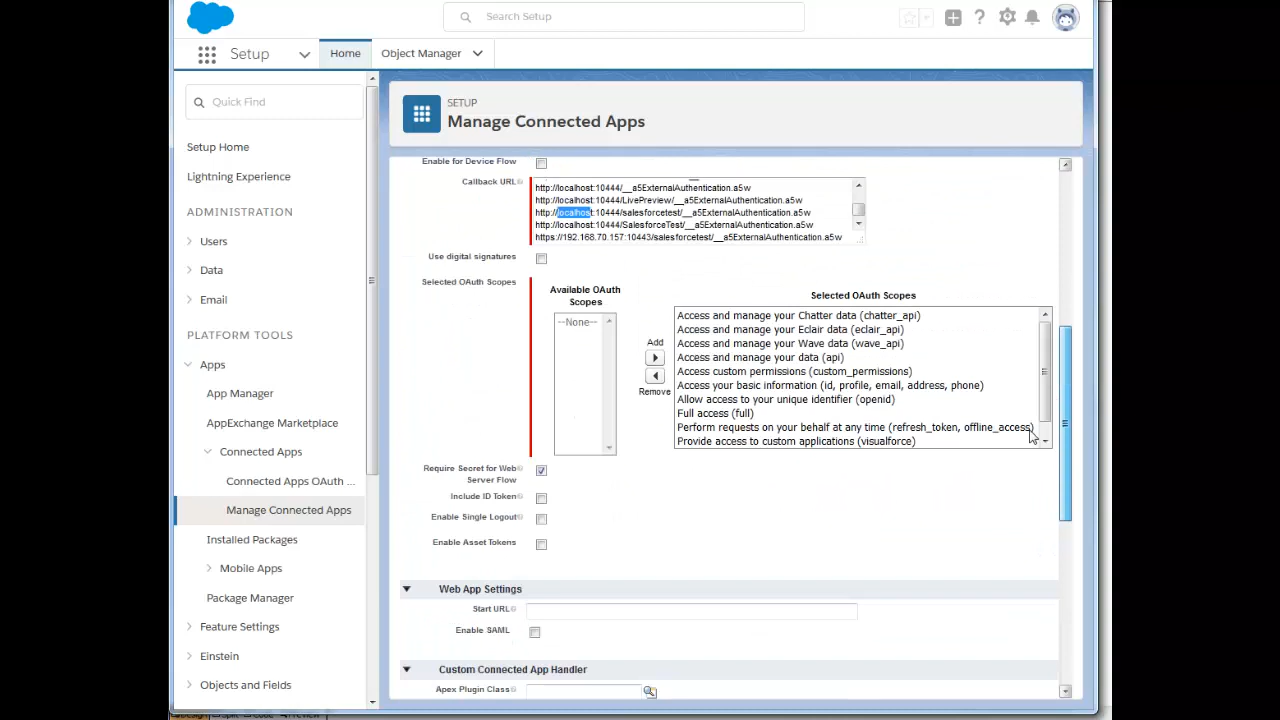 Search Setup
Setup
Home
Object Manager
Quick Find
Setup Home
Lightning Experience
ADMINISTRATION
Users
Data
Email
PLATFORM TOOLS
Apps
App Manager
AppExchange Marketplace
Connected Apps
Connected Apps OAuth ...
Manage Connected Apps
Installed Packages
Mobile Apps
Package Manager
Feature Settings
Einstein
Objects and Fields
SETUP
Manage Connected Apps
Enable for Device Flow
Callback URL
http://localhost:10444/__a5ExternalAuthentication.a5w
http://localhost:10444/LivePreview/__a5ExternalAuthentication.a5w
http://localhost:10444/salesforcetest/__a5ExternalAuthentication.a5w
http://localhost:10444/SalesforceTest/__a5ExternalAuthentication.a5w
https://192.168.70.157:10443/salesforcetest/__a5ExternalAuthentication.a5w
Use digital signatures
Selected OAuth Scopes
Available OAuth
Scopes
--None--
Add
Remove
Selected OAuth Scopes
Access and manage your Chatter data (chatter_api)
Access and manage your Eclair data (eclair_api)
Access and manage your Wave data (wave_api)
Access and manage your data (api)
Access custom permissions (custom_permissions)
Access your basic information (id, profile, email, address, phone)
Allow access to your unique identifier (openid)
Full access (full)
Perform requests on your behalf at any time (refresh_token, offline_access)
Provide access to custom applications (visualforce)
Require Secret for Web
Server Flow
Include ID Token
Enable Single Logout
Enable Asset Tokens
Web App Settings
Start URL
Enable SAML
Custom Connected App Handler
Apex Plugin Class